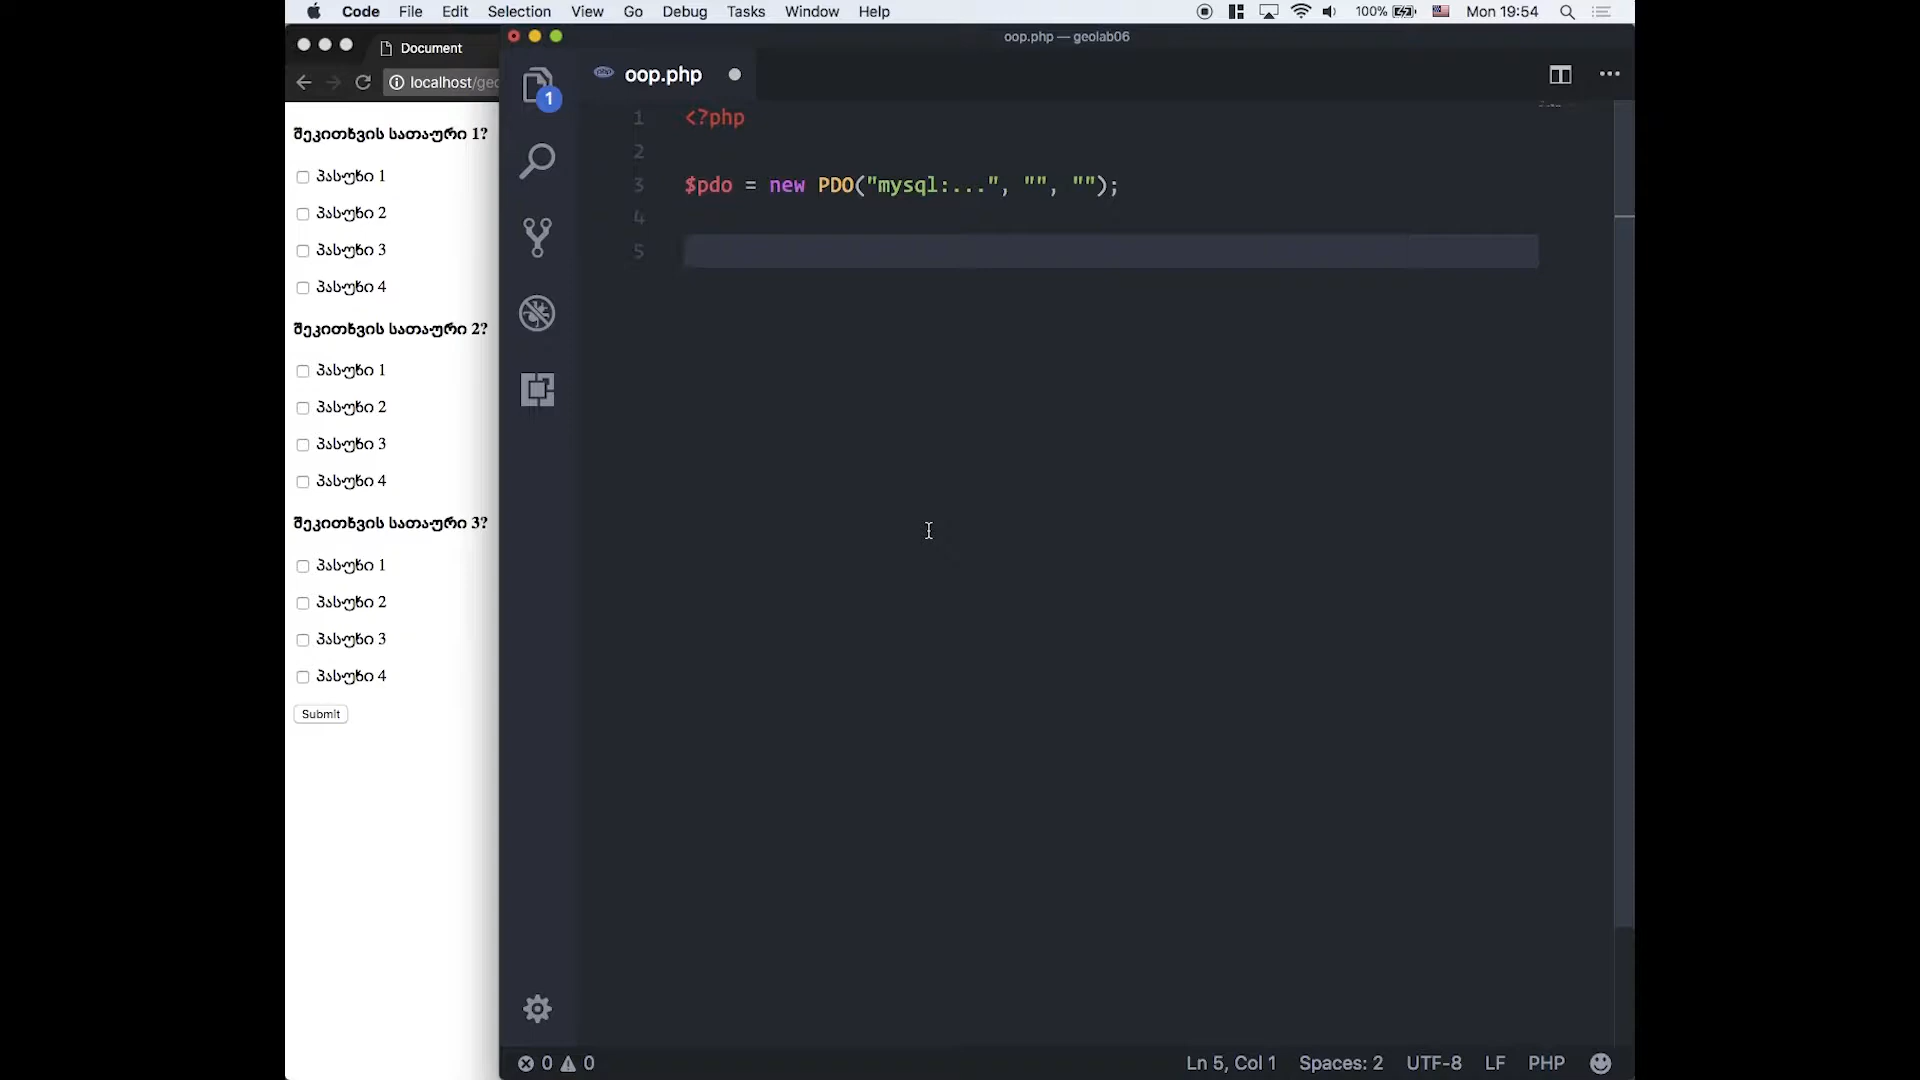 Code File Edit Selection View Go Debug Tasks Window Help 100% Mon 19:54
Document
localhost/geo
შეკითხვის სათაური 1?
პასუხი 1
პასუხი 2
პასუხი 3
პასუხი 4
შეკითხვის სათაური 2?
პასუხი 1
პასუხი 2
პასუხი 3
პასუხი 4
შეკითხვის სათაური 3?
პასუხი 1
პასუხი 2
პასუხი 3
პასუხი 4
Submit
oop.php — geolab06
1
oop.php
1 <?php
2
3 $pdo = new PDO("mysql:...", "", "");
4
5
0 0 Ln 5, Col 1 Spaces: 2 UTF-8 LF PHP